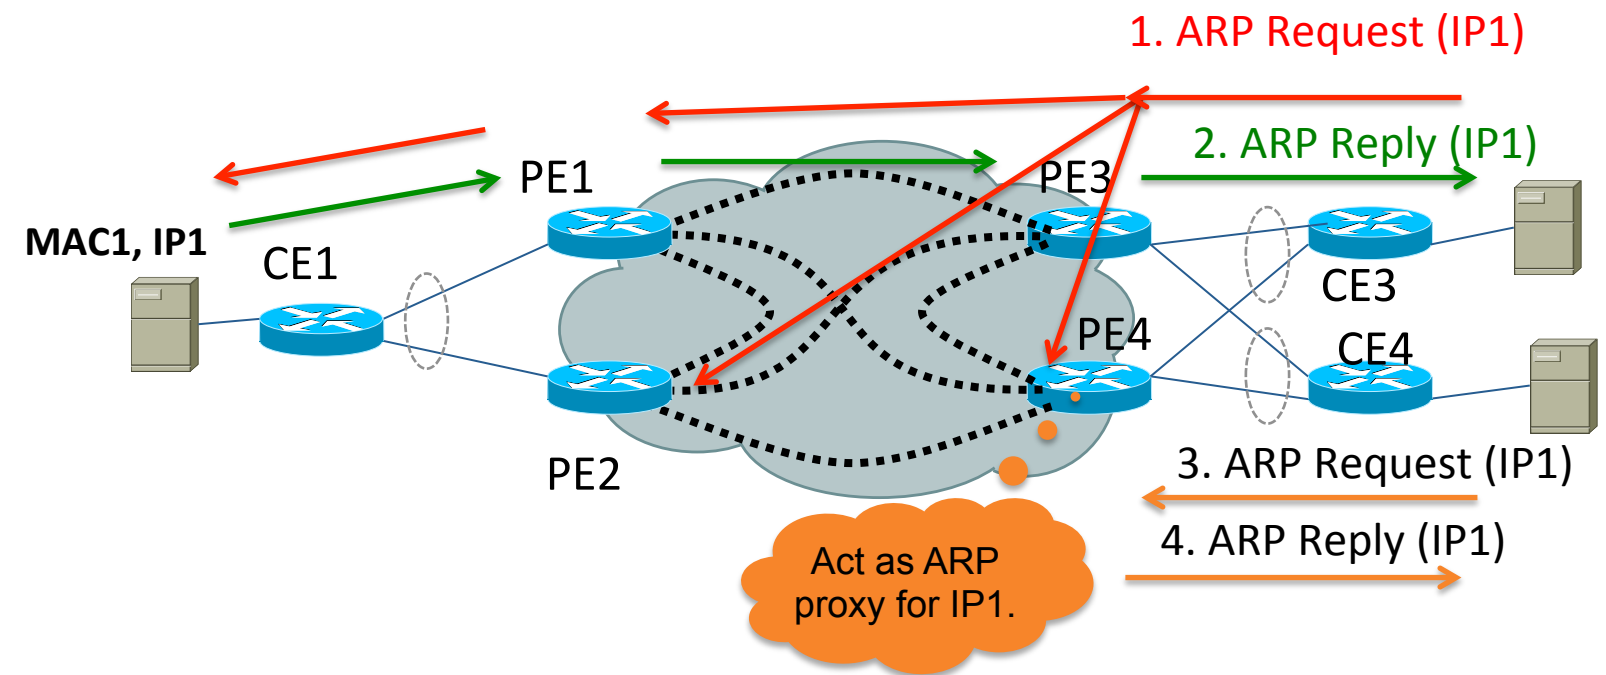 1. ARP Request (IP1)
2. ARP Reply (IP1)
PE1
PE3
MAC1, IP1
CE1
CE3
PE4
CE4
PE2
3. ARP Request (IP1)
4. ARP Reply (IP1)
Act as ARP
proxy for IP1.